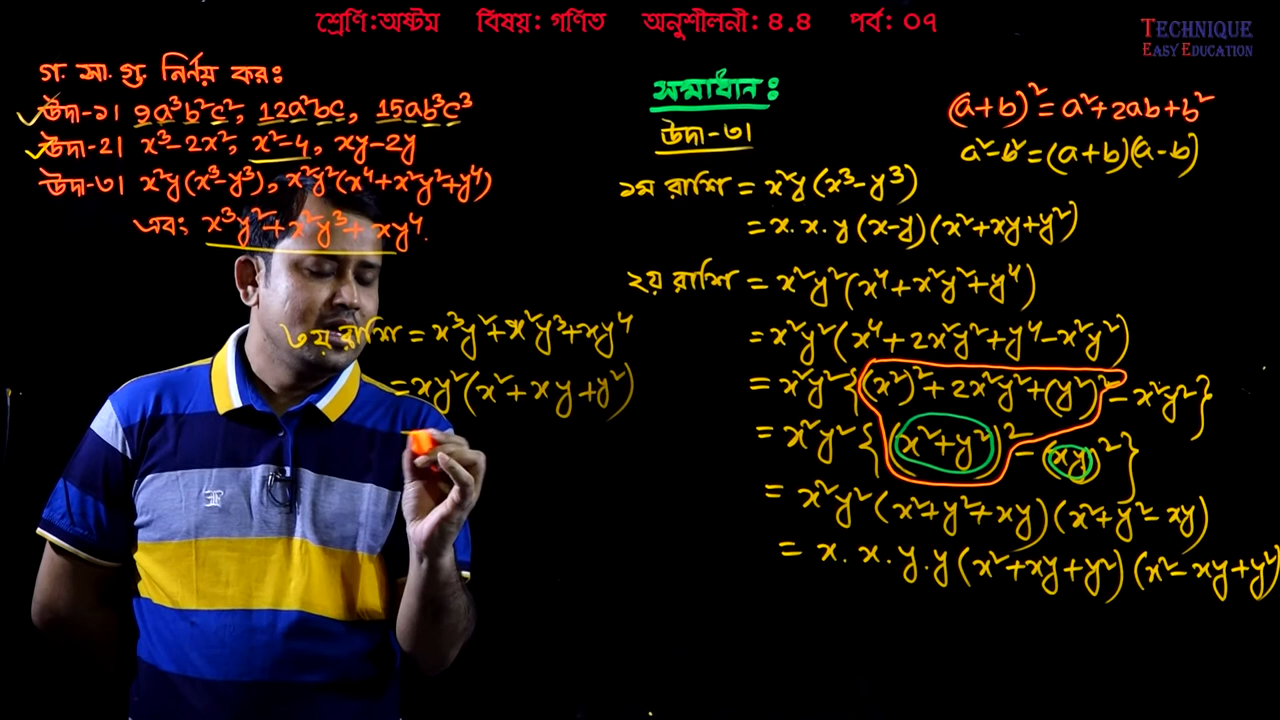 শ্রেণি:অষ্টম বিষয়: গণিত অনুশীলনী: ৪.৪ পর্ব: ০৭
TECHNIQUE
EASY EDUCATION
গ. সা. গু. নির্ণয় কর:
উদা-১। 9a³b²c², 12a²bc, 15ab³c³
উদা-2। x³-2x², x²-4, xy-2y
উদা-৩। x²y(x³-y³), x²y²(x⁴+x²y²+y⁴)
এবং x³y²+x²y³+xy⁴.
৩য় রাশি = x³y²+x²y³+xy⁴
= xy²(x²+xy+y²)
সমাধান:
উদা-৩।
১ম রাশি = x²y(x³-y³)
= x.x.y(x-y)(x²+xy+y²)
২য় রাশি = x²y²(x⁴+x²y²+y⁴)
= x²y²(x⁴+2x²y²+y⁴-x²y²)
= x²y²{(x²)²+2x²y²+(y²)²-x²y²}
= x²y²{(x²+y²)²-(xy)²}
= x²y²(x²+y²+xy)(x²+y²-xy)
= x.x.y.y(x²+xy+y²)(x²-xy+y²)
(a+b)²=a²+2ab+b²
a²-b²=(a+b)(a-b)